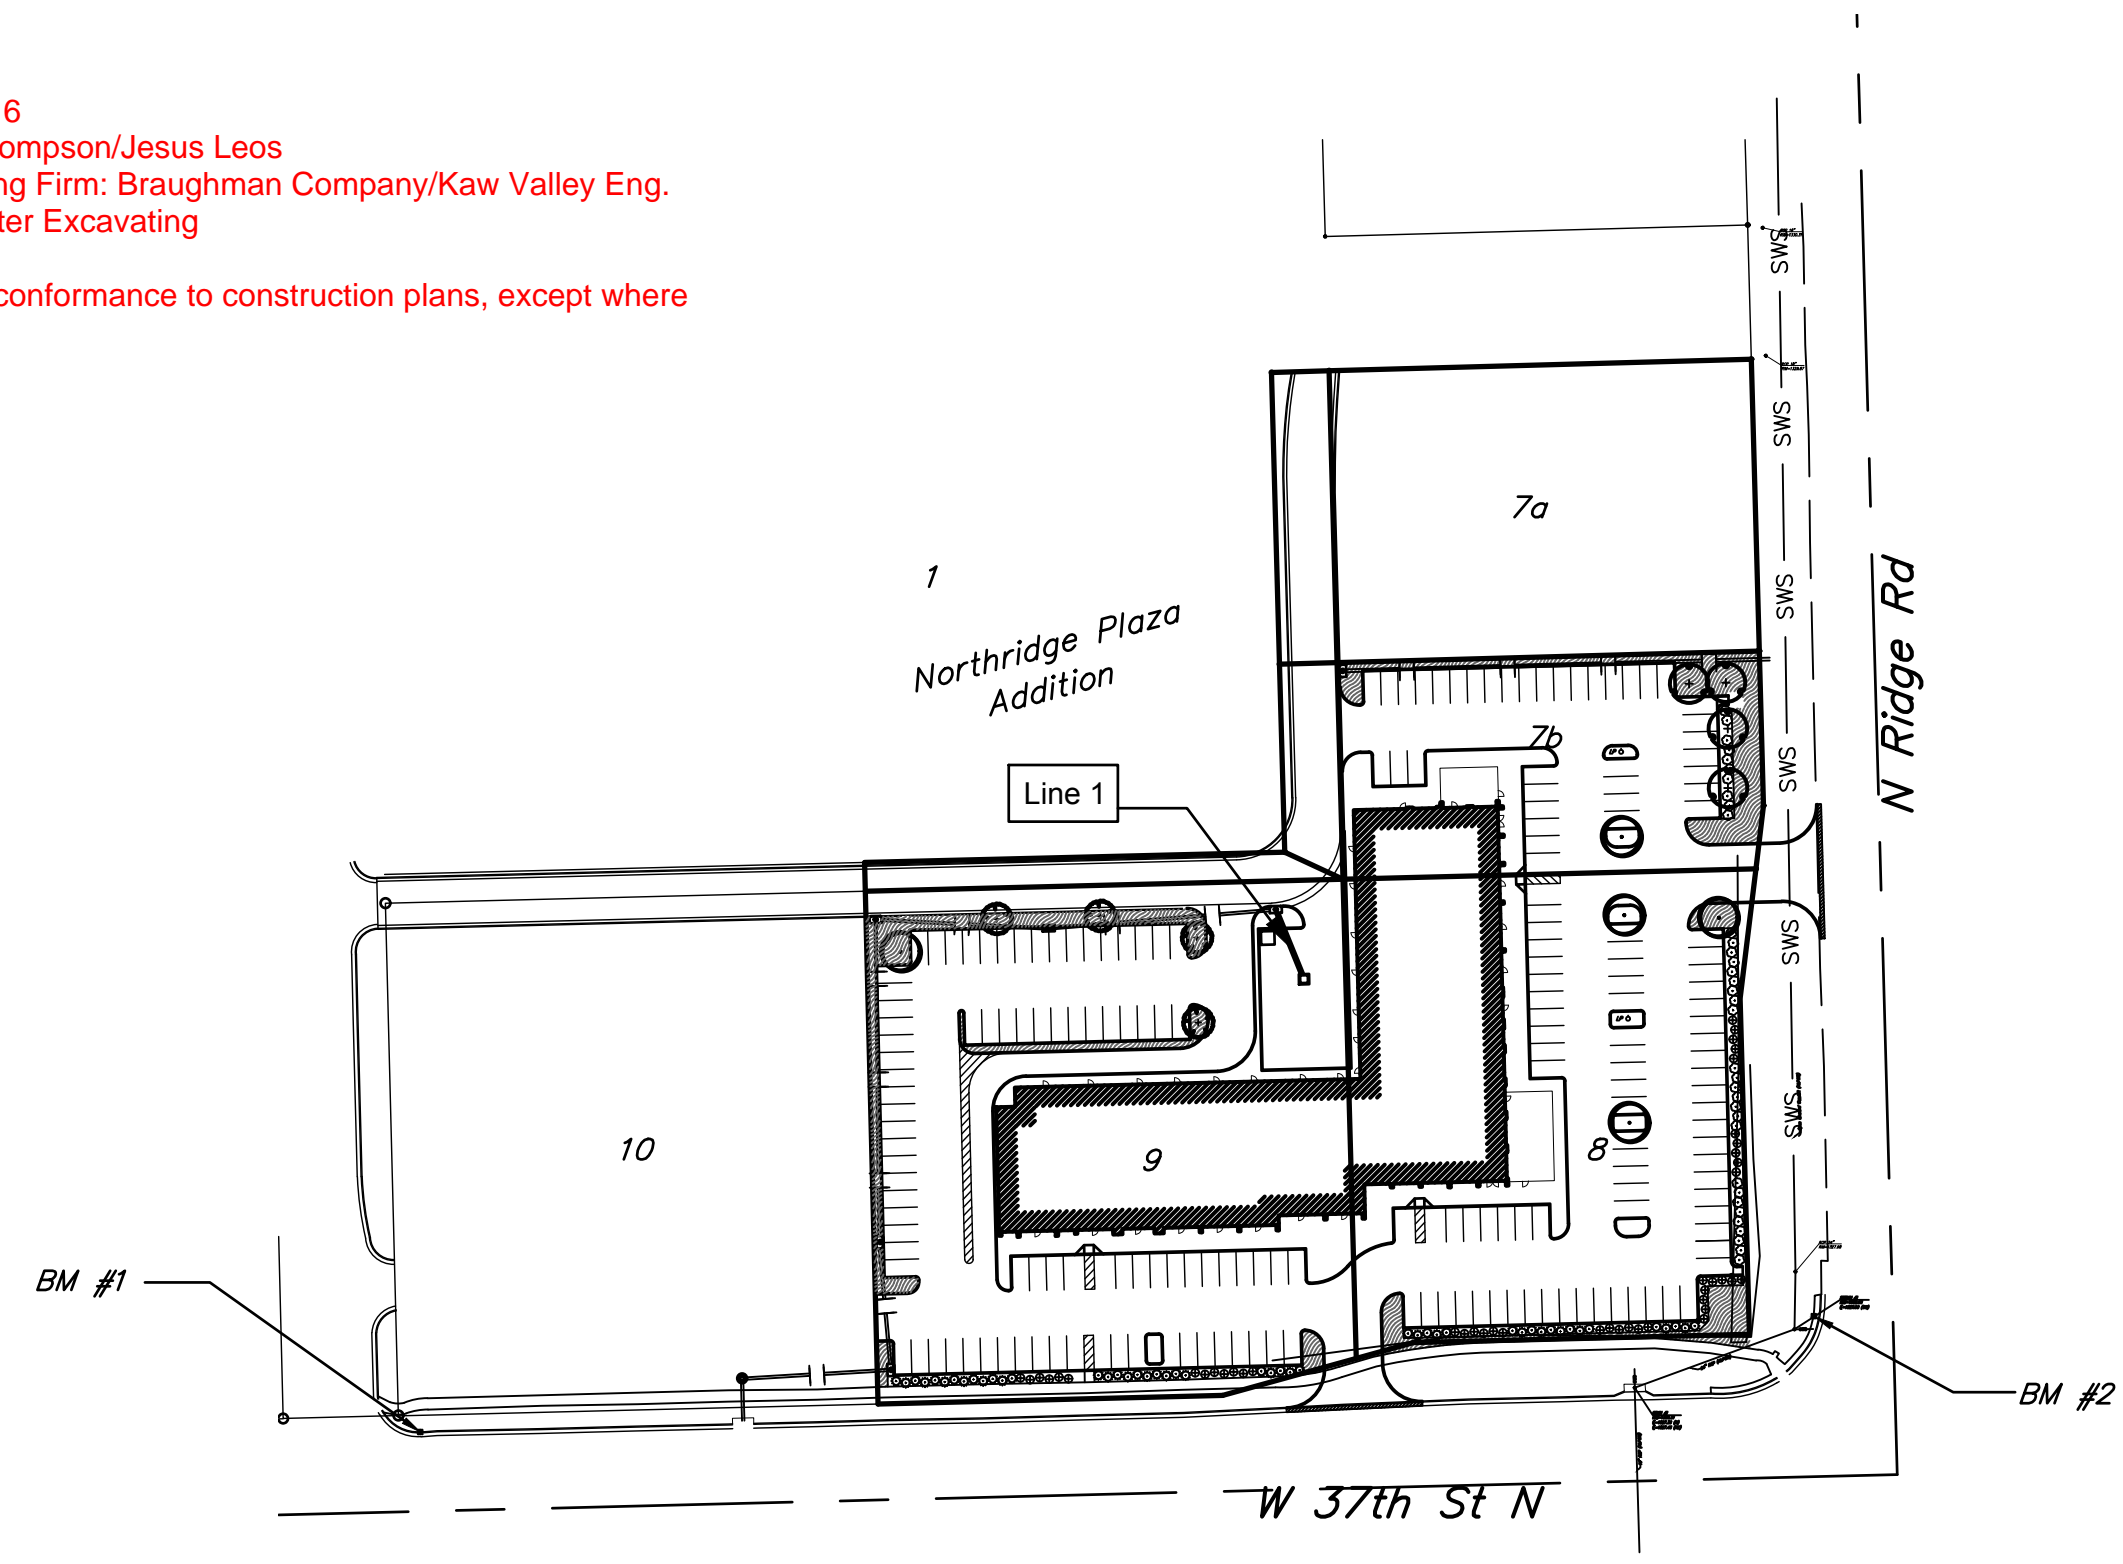 6
ompson/Jesus Leos
ng Firm: Braughman Company/Kaw Valley Eng.
ter Excavating
conformance to construction plans, except where
SWS
SWS
7a
1
Northridge Plaza
Addition
SWS
N Ridge Rd
7b
Line 1
SWS
SWS
SWS
10
9
8
BM #1
BM #2
W 37th St N